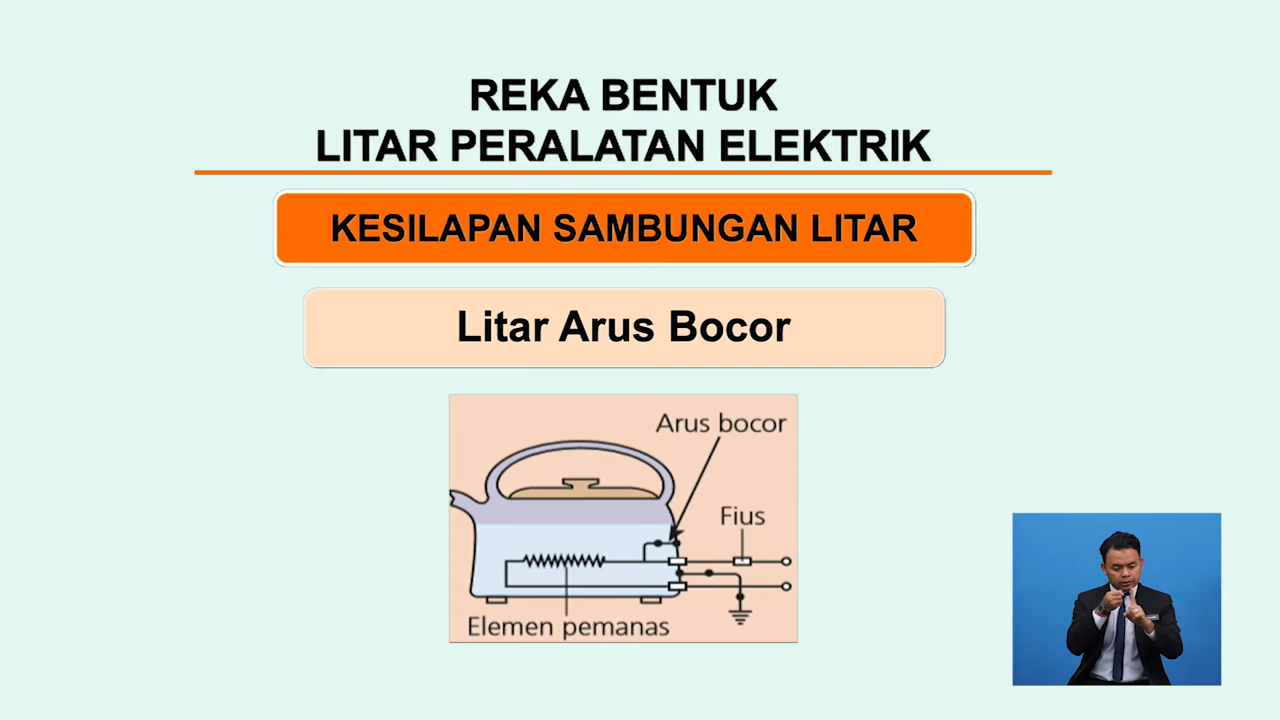 REKA BENTUK
LITAR PERALATAN ELEKTRIK
KESILAPAN SAMBUNGAN LITAR
Litar Arus Bocor
Arus bocor
Fius
Elemen pemanas